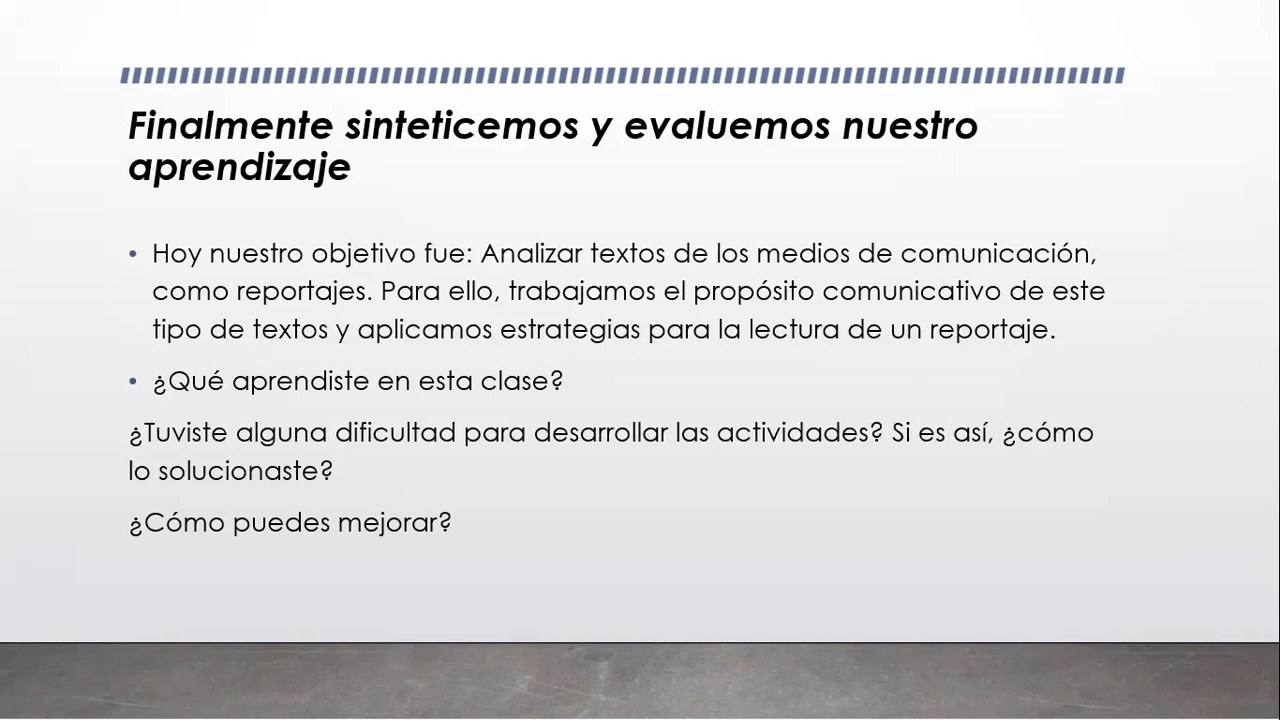 Finalmente sinteticemos y evaluemos nuestro
aprendizaje
• Hoy nuestro objetivo fue: Analizar textos de los medios de comunicación,
como reportajes. Para ello, trabajamos el propósito comunicativo de este
tipo de textos y aplicamos estrategias para la lectura de un reportaje.
• ¿Qué aprendiste en esta clase?
¿Tuviste alguna dificultad para desarrollar las actividades? Si es así, ¿cómo
lo solucionaste?
¿Cómo puedes mejorar?